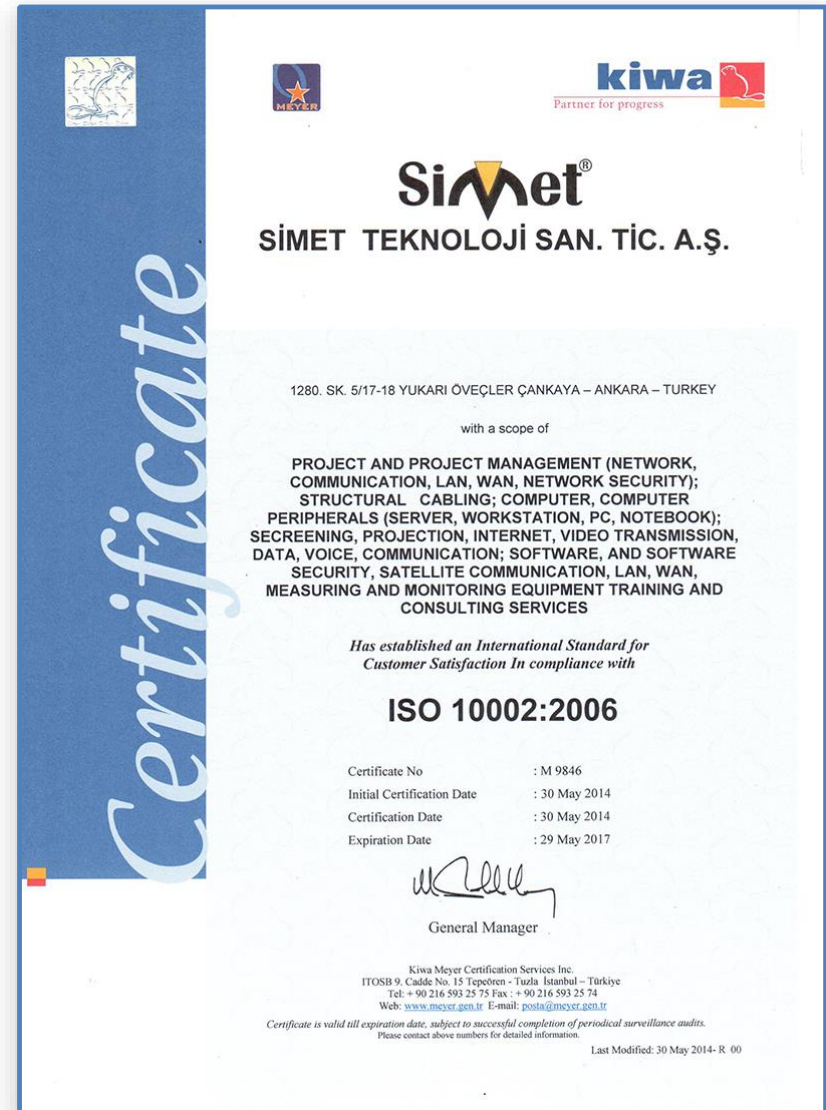 Certificate
MEYER
kiwa
Partner for progress
Simet®
SİMET TEKNOLOJİ SAN. TİC. A.Ş.
1280. SK. 5/17-18 YUKARI ÖVEÇLER ÇANKAYA – ANKARA – TURKEY
with a scope of
PROJECT AND PROJECT MANAGEMENT (NETWORK,
COMMUNICATION, LAN, WAN, NETWORK SECURITY);
STRUCTURAL CABLING; COMPUTER, COMPUTER
PERIPHERALS (SERVER, WORKSTATION, PC, NOTEBOOK);
SECREENING, PROJECTION, INTERNET, VIDEO TRANSMISSION,
DATA, VOICE, COMMUNICATION; SOFTWARE, AND SOFTWARE
SECURITY, SATELLITE COMMUNICATION, LAN, WAN,
MEASURING AND MONITORING EQUIPMENT TRAINING AND
CONSULTING SERVICES
Has established an International Standard for
Customer Satisfaction In compliance with
ISO 10002:2006
Certificate No : M 9846
Initial Certification Date : 30 May 2014
Certification Date : 30 May 2014
Expiration Date : 29 May 2017
General Manager
Kiwa Meyer Certification Services Inc.
ITOSB 9. Cadde No. 15 Tepeören - Tuzla İstanbul – Türkiye
Tel: + 90 216 593 25 75 Fax : + 90 216 593 25 74
Web: www.meyer.gen.tr E-mail: posta@meyer.gen.tr
Certificate is valid till expiration date, subject to successful completion of periodical surveillance audits.
Please contact above numbers for detailed information.
Last Modified: 30 May 2014- R 00